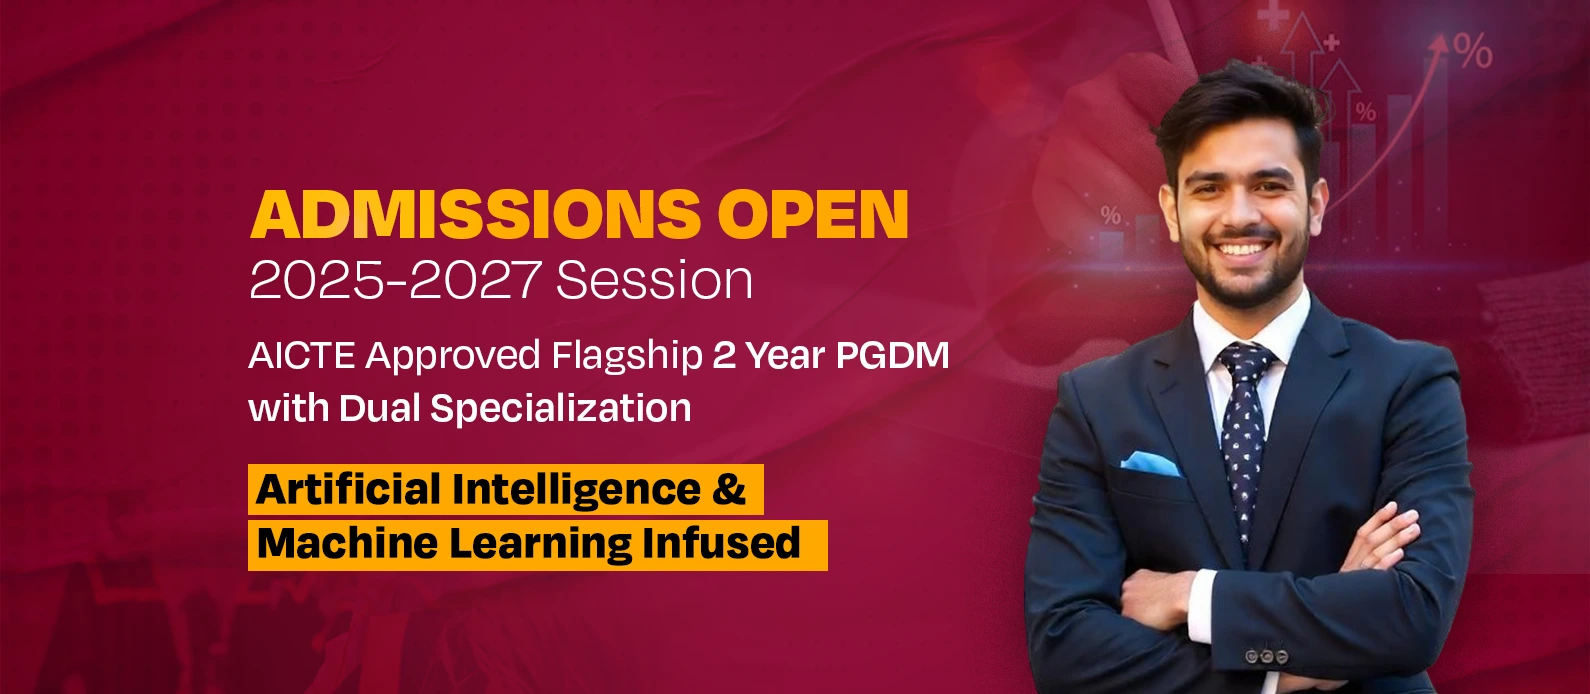 ADMISSIONS OPEN
2025-2027 Session
AICTE Approved Flagship 2 Year PGDM
with Dual Specialization
Artificial Intelligence &
Machine Learning Infused
%
%
%